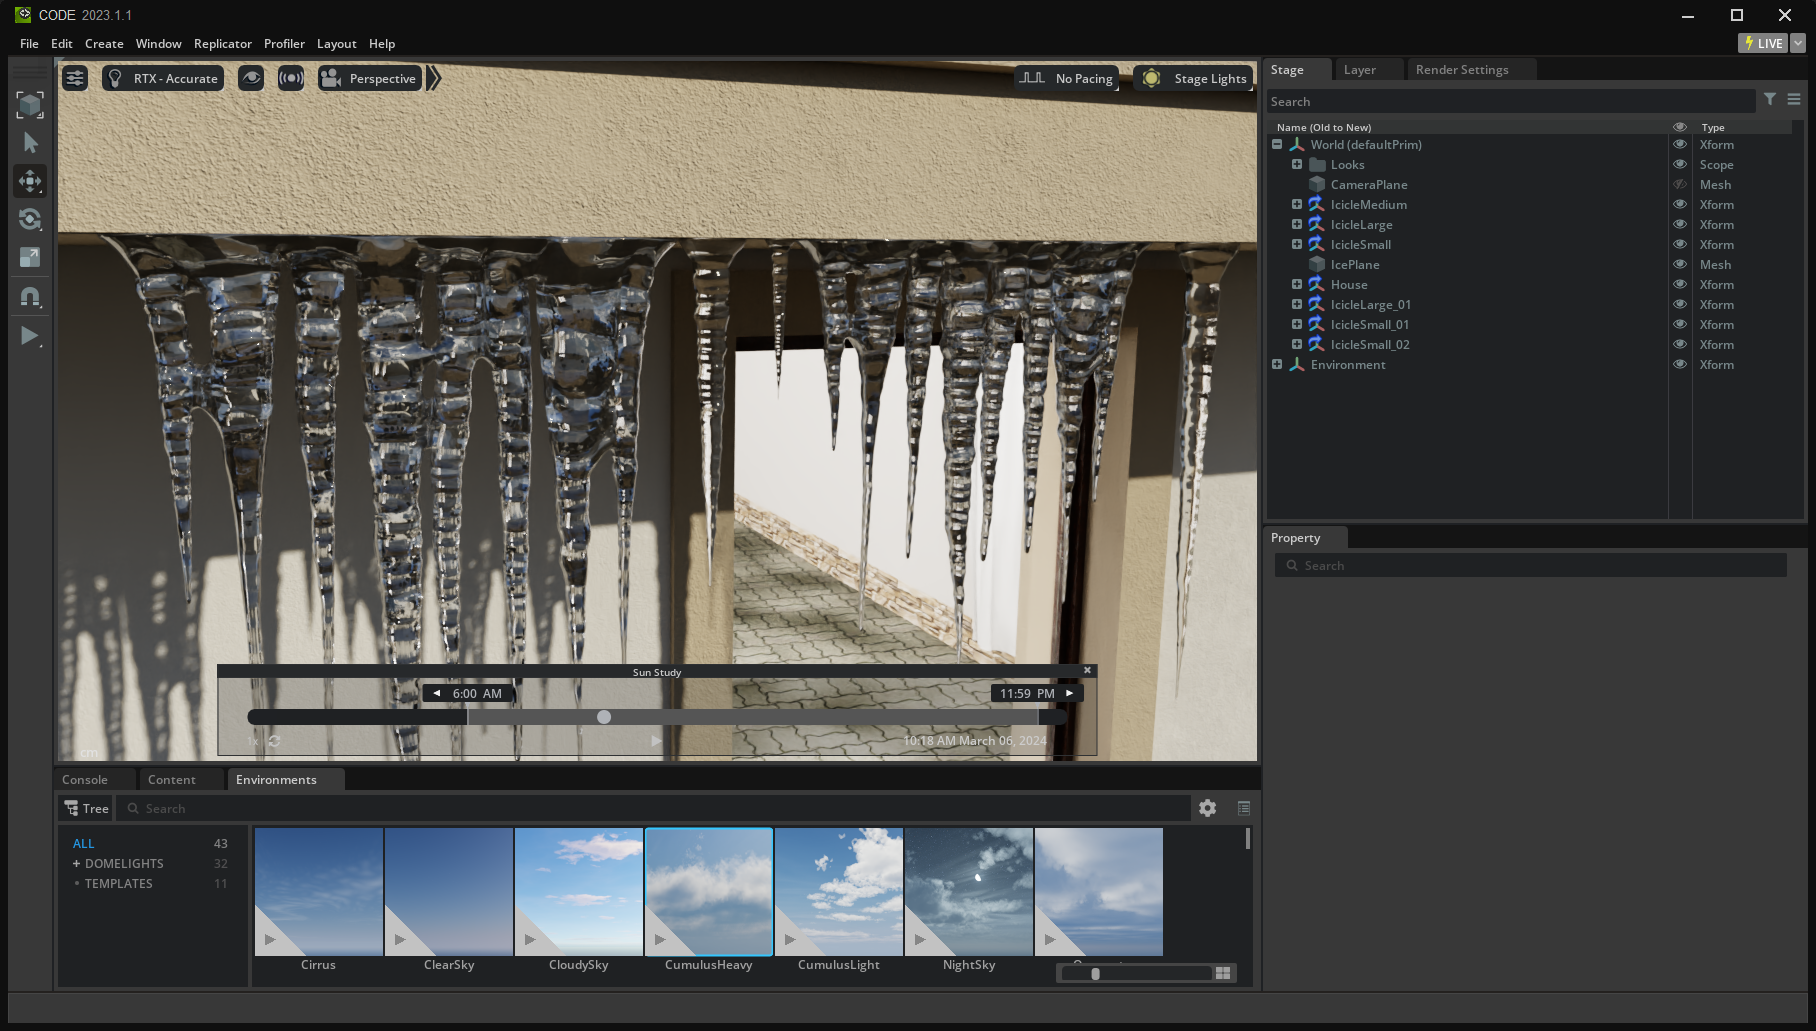 CODE 2023.1.1
File Edit Create Window Replicator Profiler Layout Help
LIVE
RTX - Accurate Perspective No Pacing Stage Lights
Stage Layer Render Settings
Search
Name (Old to New) Type
World (defaultPrim) Xform
Looks Scope
CameraPlane Mesh
IcicleMedium Xform
IcicleLarge Xform
IcicleSmall Xform
IcePlane Mesh
House Xform
IcicleLarge_01 Xform
IcicleSmall_01 Xform
IcicleSmall_02 Xform
Environment Xform
Property
Search
Sun Study
6:00 AM 11:59 PM
1x 10:18 AM March 06, 2024
cm
Console Content Environments
Tree Search
ALL 43
+ DOMELIGHTS 32
TEMPLATES 11
Cirrus ClearSky CloudySky CumulusHeavy CumulusLight NightSky